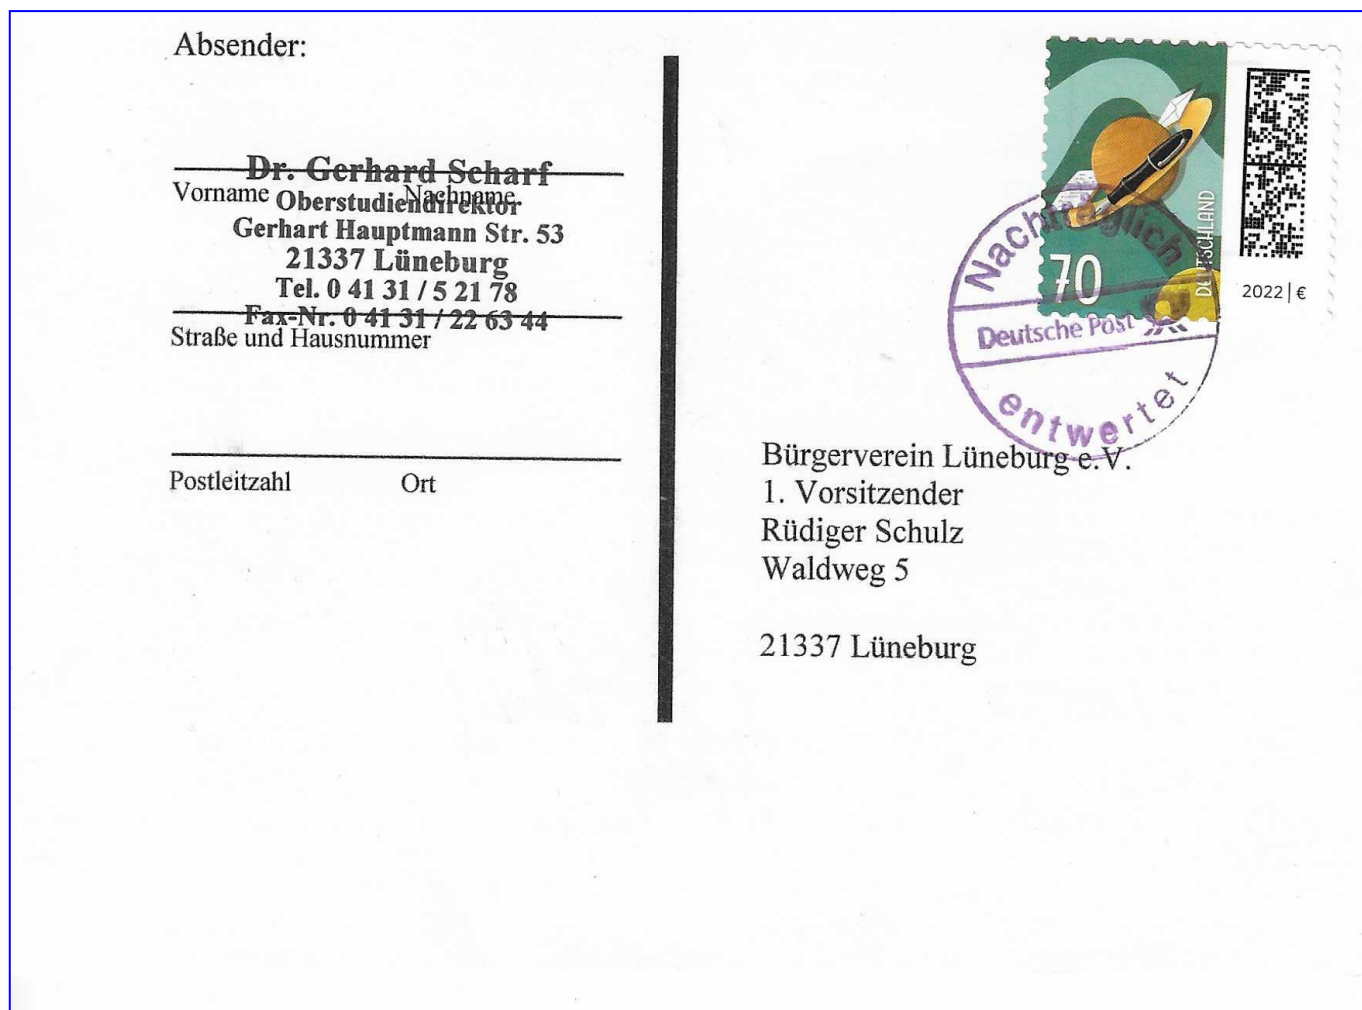 Absender:
Dr. Gerhard Scharf
Vorname Nachname
Oberstudiendirektor
Gerhart Hauptmann Str. 53
21337 Lüneburg
Tel. 0 41 31 / 5 21 78
Fax-Nr. 0 41 31 / 22 63 44
Straße und Hausnummer
Postleitzahl Ort
70
DEUTSCHLAND
2022 | €
Nachträglich
Deutsche Post
entwertet
Bürgerverein Lüneburg e.V.
1. Vorsitzender
Rüdiger Schulz
Waldweg 5
21337 Lüneburg